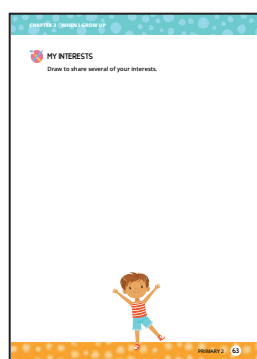 CHAPTER 3 WHEN I GROW UP
MY INTERESTS
Draw to share several of your interests.
PRIMARY 2 63